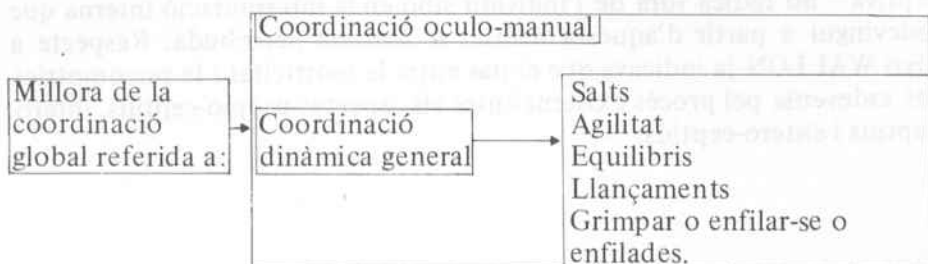 Coordinació oculo-manual
Millora de la
coordinació
global referida a:
Coordinació
dinàmica general
Salts
Agilitat
Equilibris
Llançaments
Grimpar o enfilar-se o
enfilades.